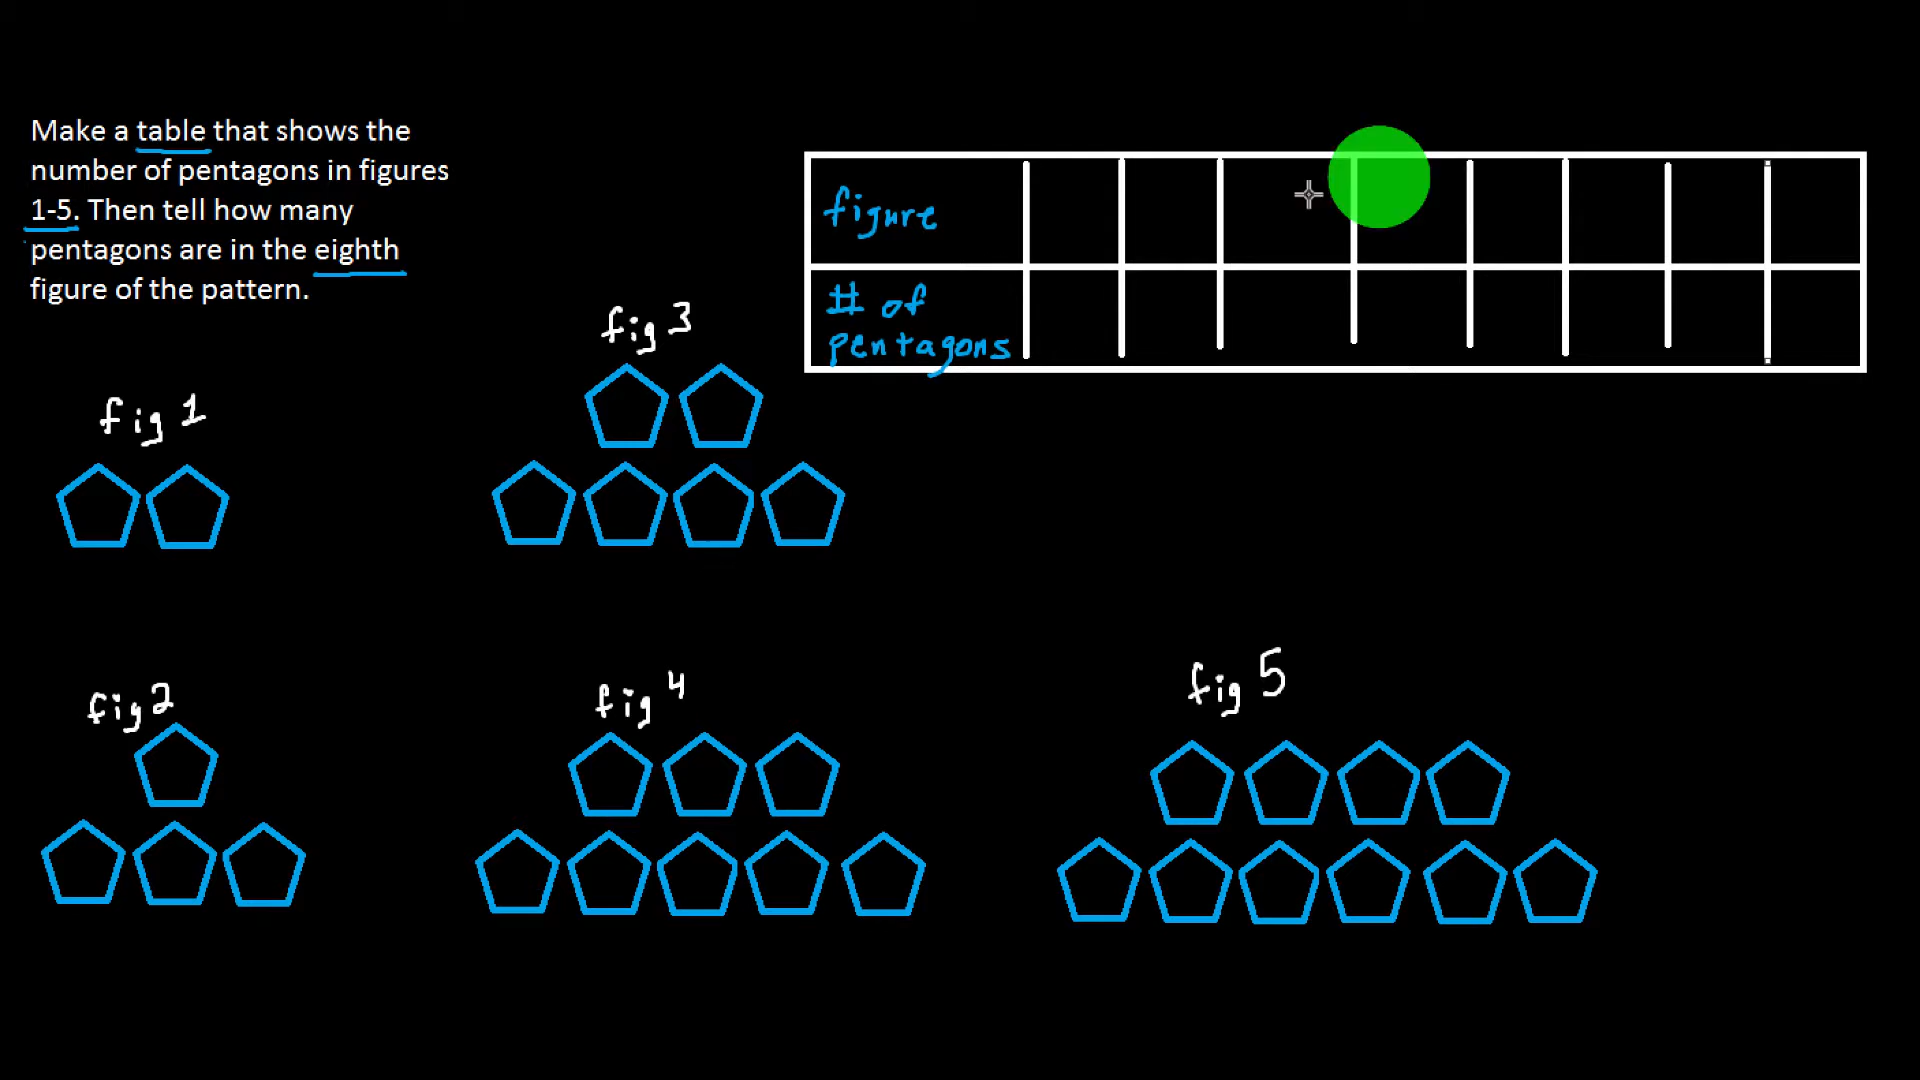 Make a table that shows the
number of pentagons in figures
1-5. Then tell how many
pentagons are in the eighth
figure of the pattern.
figure
# of
pentagons
fig 1
fig 3
fig 2
fig 4
fig 5